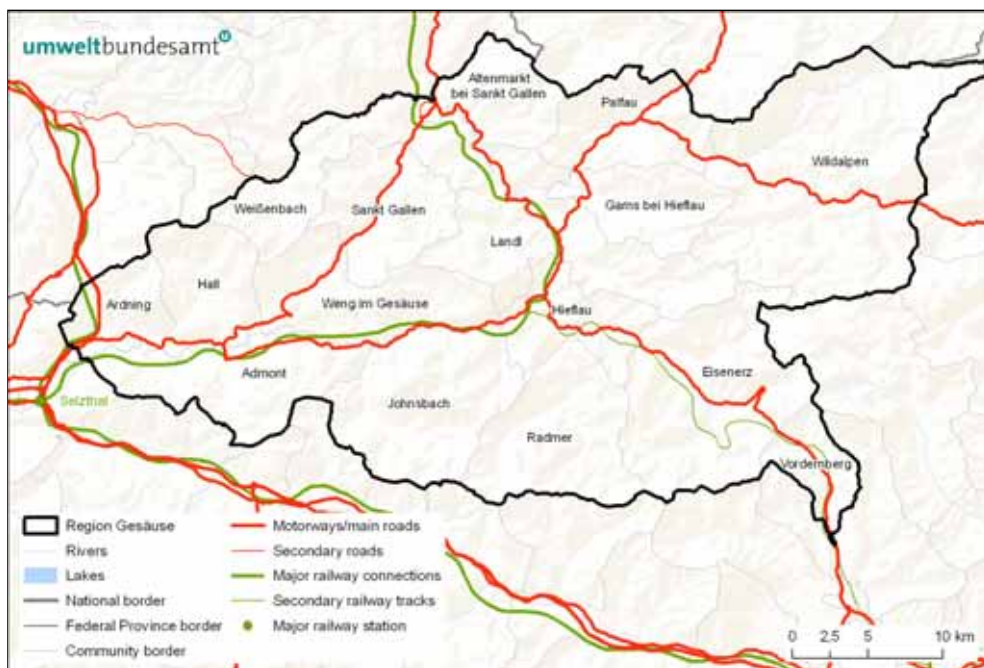 umweltbundesamt
Altenmarkt
bei Sankt Gallen
Palfau
Wildalpen
Weißenbach
Sankt Gallen
Gams bei Hieflau
Landl
Hall
Ardning
Weng im Gesäuse
Hieflau
Admont
Eisenerz
Selzthal
Johnsbach
Radmer
Vordernberg
Region Gesäuse
Rivers
Lakes
National border
Federal Province border
Community border
Motorways/main roads
Secondary roads
Major railway connections
Secondary railway tracks
Major railway station
0 2.5 5 10 km